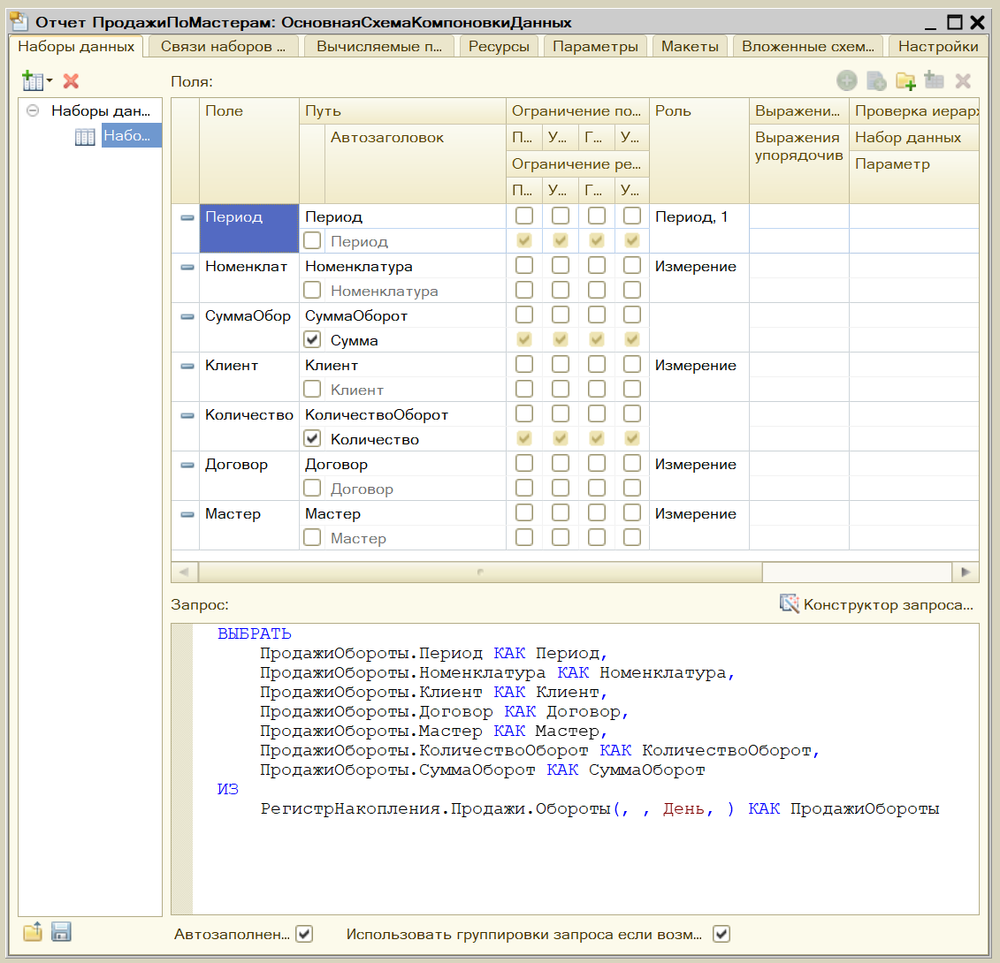 Отчет ПродажиПоМастерам: ОсновнаяСхемаКомпоновкиДанных
Наборы данных Связи наборов ... Вычисляемые п... Ресурсы Параметры Макеты Вложенные схем... Настройки
Поля:
Наборы дан...
Набо...
Поле Путь Ограничение по... Роль Выражени... Проверка иерарх
Автозаголовок П... У... Г... У... Выражения упорядочив Набор данных
Ограничение ре... Параметр
П... У... Г... У...
Период Период Период, 1
Период
Номенклат Номенклатура Измерение
Номенклатура
СуммаОбор СуммаОборот
Сумма
Клиент Клиент Измерение
Клиент
Количество КоличествоОборот
Количество
Договор Договор Измерение
Договор
Мастер Мастер Измерение
Мастер
Запрос: Конструктор запроса...
ВЫБРАТЬ
ПродажиОбороты.Период КАК Период,
ПродажиОбороты.Номенклатура КАК Номенклатура,
ПродажиОбороты.Клиент КАК Клиент,
ПродажиОбороты.Договор КАК Договор,
ПродажиОбороты.Мастер КАК Мастер,
ПродажиОбороты.КоличествоОборот КАК КоличествоОборот,
ПродажиОбороты.СуммаОборот КАК СуммаОборот
ИЗ
РегистрНакопления.Продажи.Обороты(, , День, ) КАК ПродажиОбороты
Автозаполнен... Использовать группировки запроса если возм...